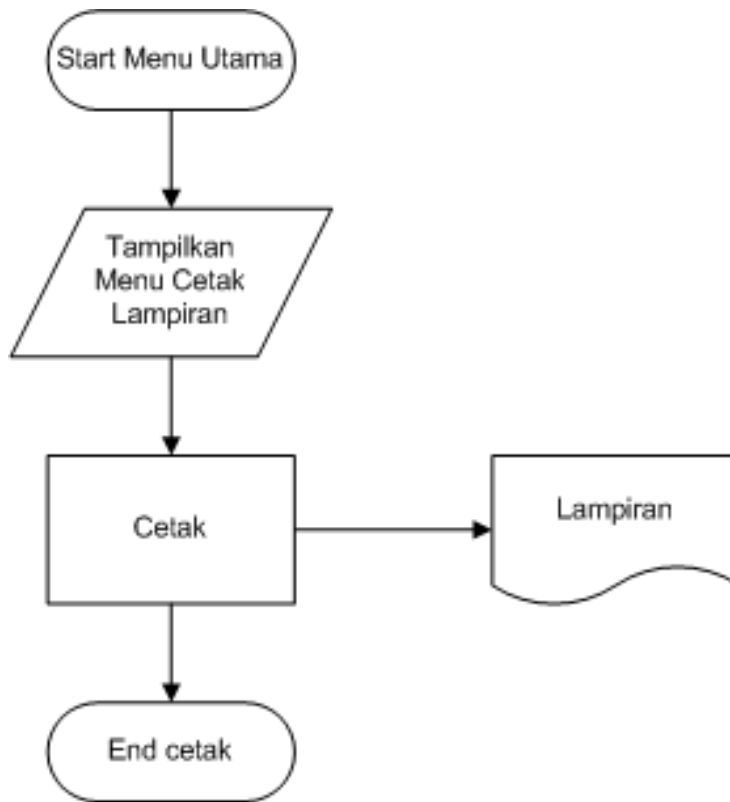 Start Menu Utama
Tampilkan
Menu Cetak
Lampiran
Cetak
Lampiran
End cetak